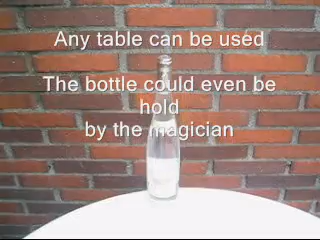 Any table can be used
The bottle could even be
hold
by the magician